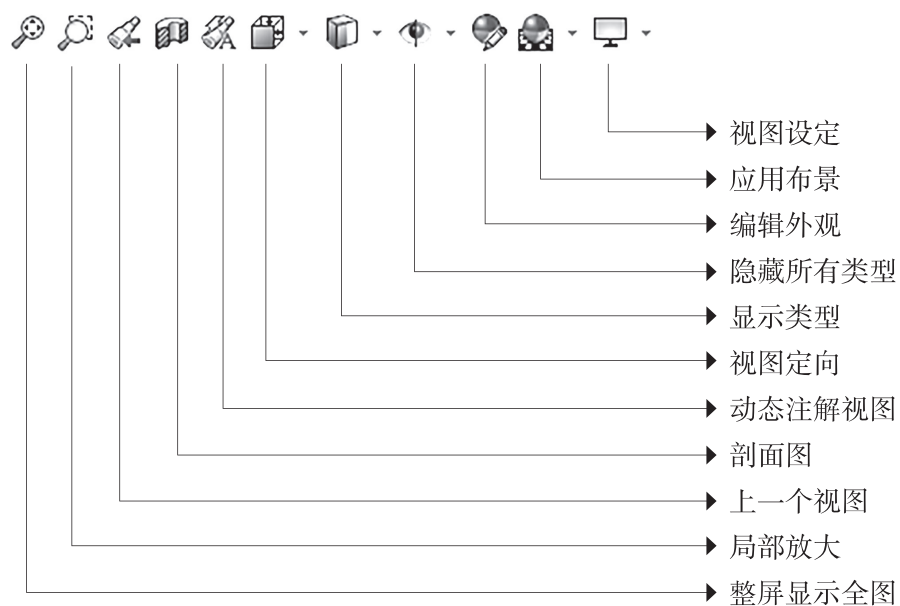 视图设定
应用布景
编辑外观
隐藏所有类型
显示类型
视图定向
动态注解视图
剖面图
上一个视图
局部放大
整屏显示全图